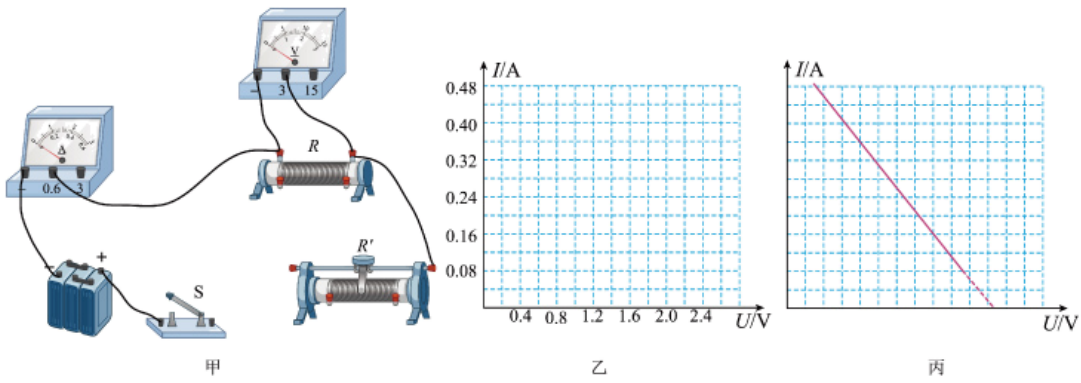 V
- 3 15
A
- 0.6 3
R
R'
- +
S
甲
I/A
0.48
0.40
0.32
0.24
0.16
0.08
0.4 0.8 1.2 1.6 2.0 2.4
U/V
乙
I/A
U/V
丙